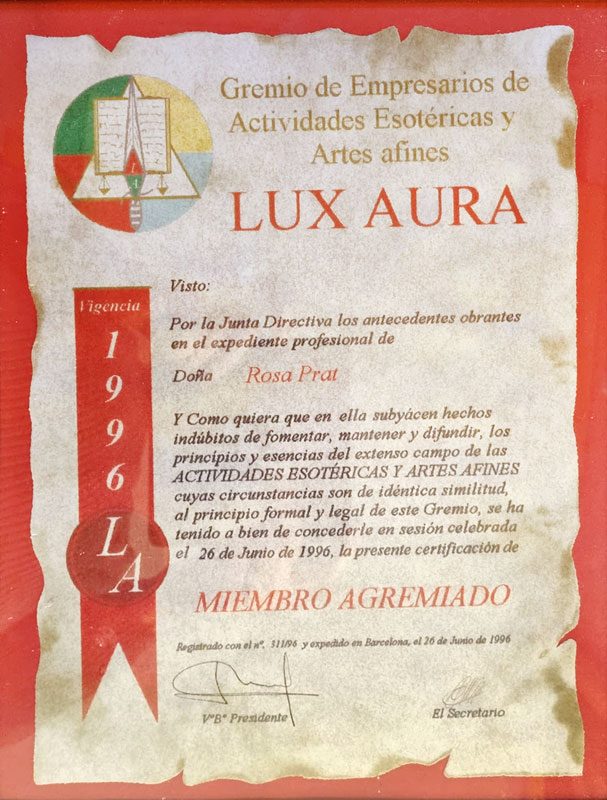 Gremio de Empresarios de
Actividades Esotéricas y
Artes afines
LUX AURA
Visto:
Por la Junta Directiva los antecedentes obrantes
en el expediente profesional de
Doña Rosa Prat
Y Como quiera que en ella subyácen hechos
indúbitos de fomentar, mantener y difundir, los
princípios y esencias del extenso campo de las
ACTIVIDADES ESOTÉRICAS Y ARTES AFINES
cuyas circunstancias son de idéntica similitud,
al principio formal y legal de este Gremio, se ha
tenido a bien de concederle en sesión celebrada
el 26 de Junio de 1996, la presente certificación de
MIEMBRO AGREMIADO
Registrado con el nº. 311/96 y expedido en Barcelona, el 26 de Junio de 1996
VºBº Presidente
El Secretario
Vigencia
1
9
9
6
L
A
L
A